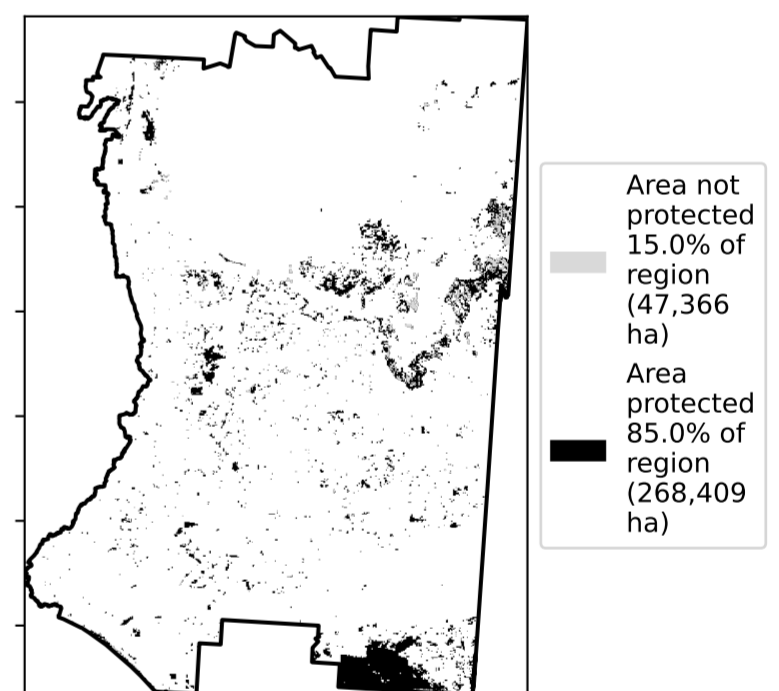 Area not
protected
15.0% of
region
(47,366
ha)
Area
protected
85.0% of
region
(268,409
ha)